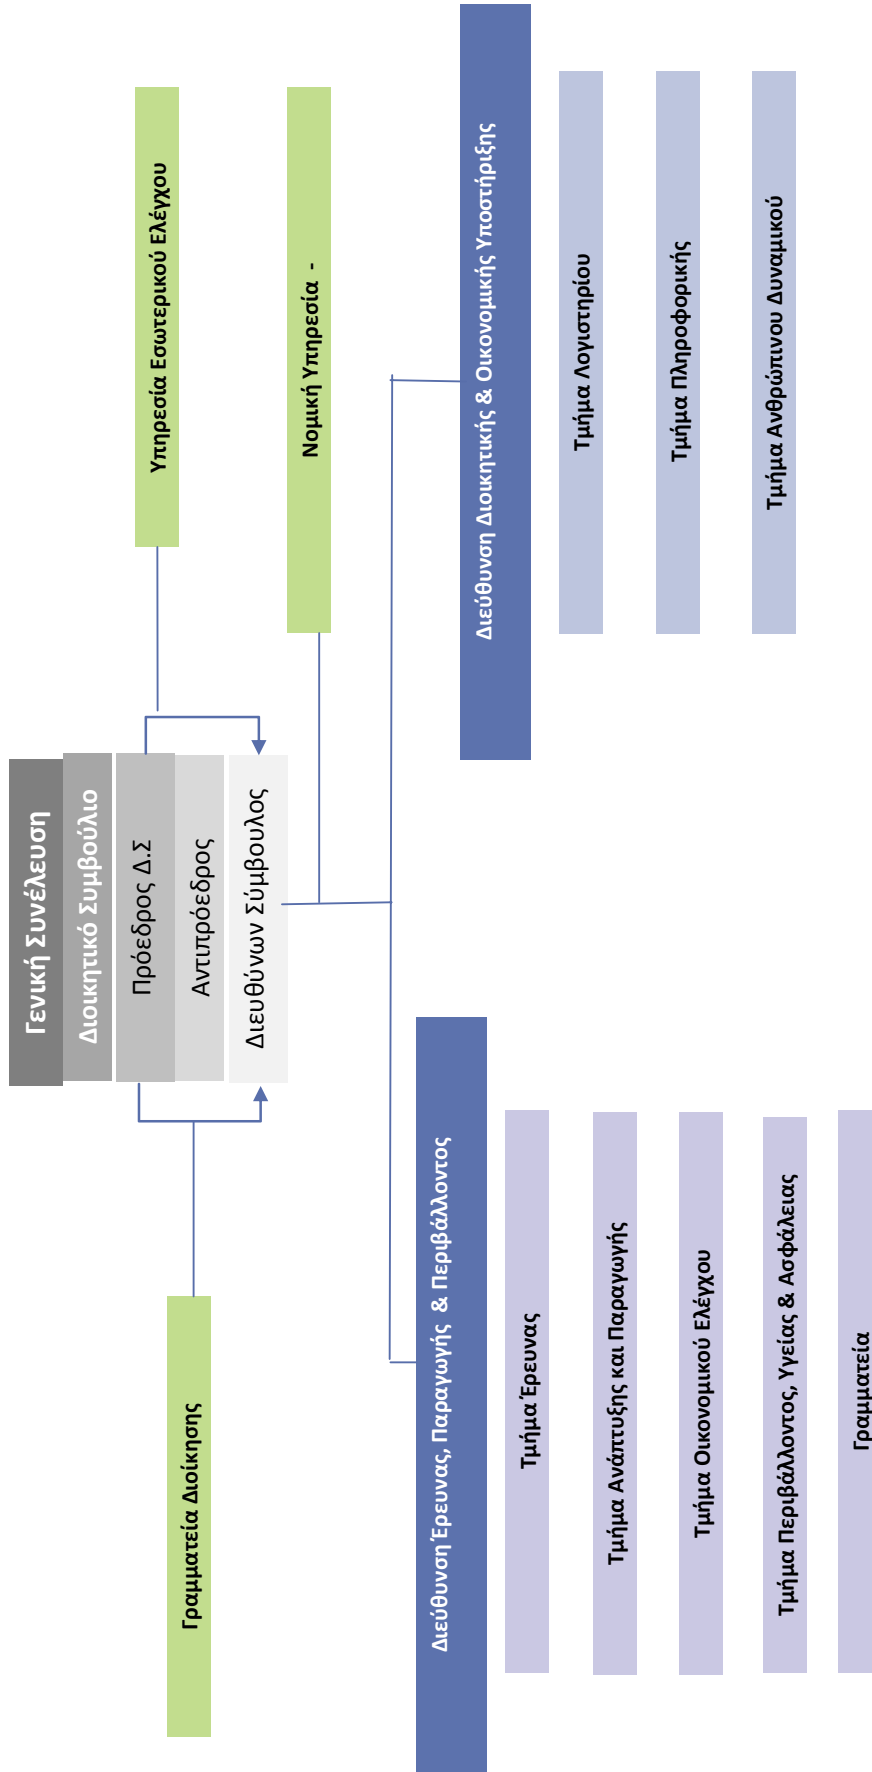 Γενική Συνέλευση
Διοικητικό Συμβούλιο
Πρόεδρος Δ.Σ
Αντιπρόεδρος
Διευθύνων Σύμβουλος
Γραμματεία Διοίκησης
Υπηρεσία Εσωτερικού Ελέγχου
Νομική Υπηρεσία -
Διεύθυνση Έρευνας, Παραγωγής & Περιβάλλοντος
Τμήμα Έρευνας
Τμήμα Ανάπτυξης και Παραγωγής
Τμήμα Οικονομικού Ελέγχου
Τμήμα Περιβάλλοντος, Υγείας & Ασφάλειας
Γραμματεία
Διεύθυνση Διοικητικής & Οικονομικής Υποστήριξης
Τμήμα Λογιστηρίου
Τμήμα Πληροφορικής
Τμήμα Ανθρώπινου Δυναμικού